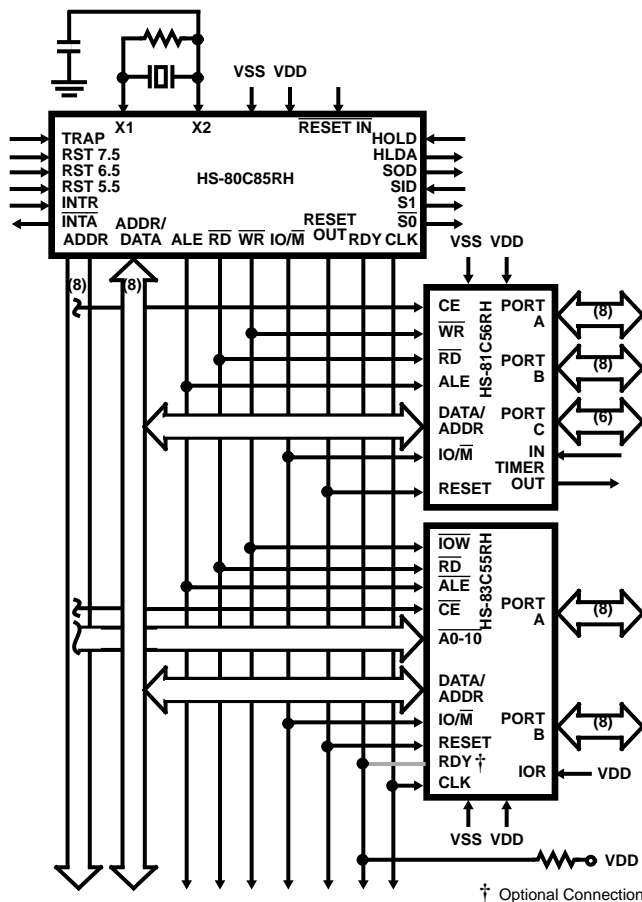 VSS VDD
X1 X2 RESET IN
TRAP HOLD
RST 7.5 HLDA
RST 6.5 HS-80C85RH SOD
RST 5.5 SID
INTR S1
INTA ADDR/ RESET S0
ADDR DATA ALE RD WR IO/M OUT RDY CLK
VSS VDD
(8) (8)
HS-81C56RH
CE PORT A (8)
WR
RD PORT B (8)
ALE
DATA/ ADDR PORT C (6)
IO/M IN
TIMER
RESET OUT
HS-83C55RH
IOW
RD
ALE PORT A (8)
CE
A0-10
DATA/
ADDR
IO/M PORT B (8)
RESET
RDY †
IOR VDD
CLK
VSS VDD
VDD
† Optional Connection